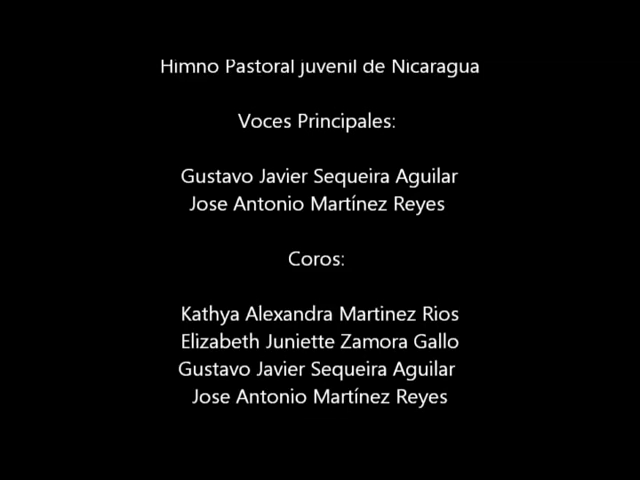 Himno Pastoral juvenil de Nicaragua
Voces Principales:
Gustavo Javier Sequeira Aguilar
Jose Antonio Martínez Reyes
Coros:
Kathya Alexandra Martinez Rios
Elizabeth Juniette Zamora Gallo
Gustavo Javier Sequeira Aguilar
Jose Antonio Martínez Reyes